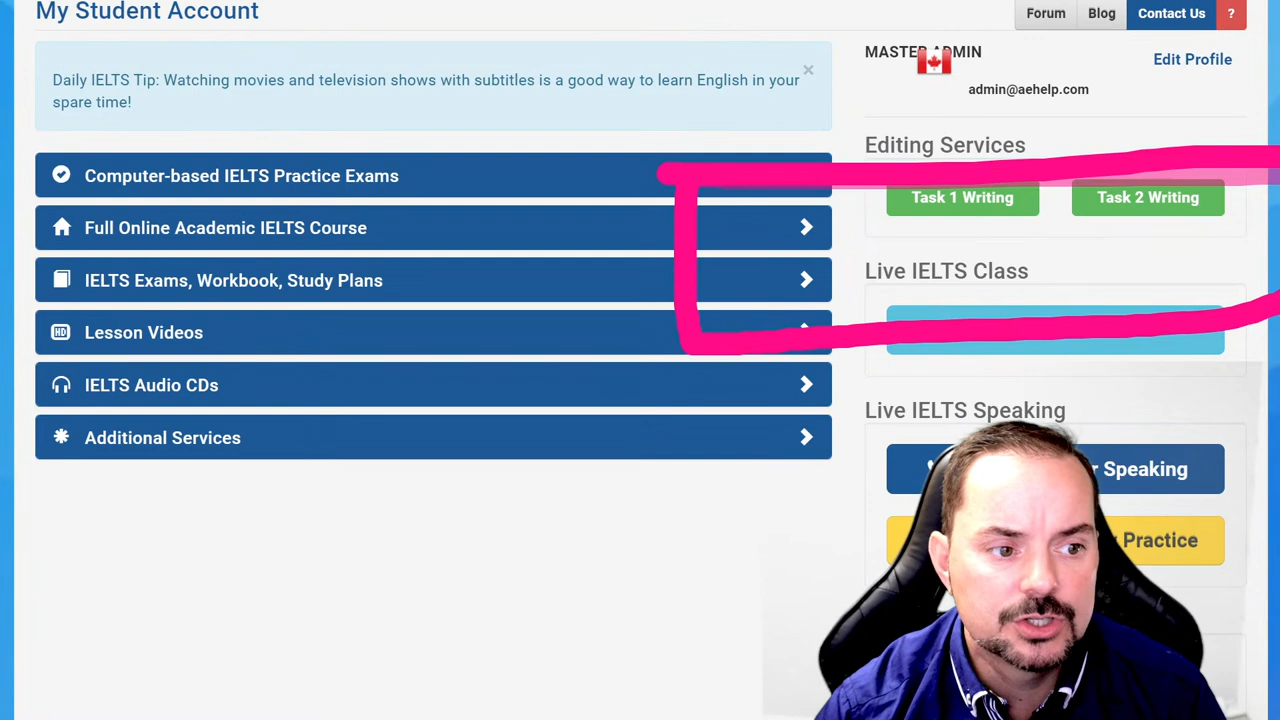 My Student Account
Forum
Blog
Contact Us
?
Daily IELTS Tip: Watching movies and television shows with subtitles is a good way to learn English in your
spare time!
×
MASTER ADMIN
Edit Profile
admin@aehelp.com
Computer-based IELTS Practice Exams
Full Online Academic IELTS Course
IELTS Exams, Workbook, Study Plans
HD
Lesson Videos
IELTS Audio CDs
Additional Services
Editing Services
Task 1 Writing
Task 2 Writing
Live IELTS Class
Live IELTS Speaking
Speaking
Practice